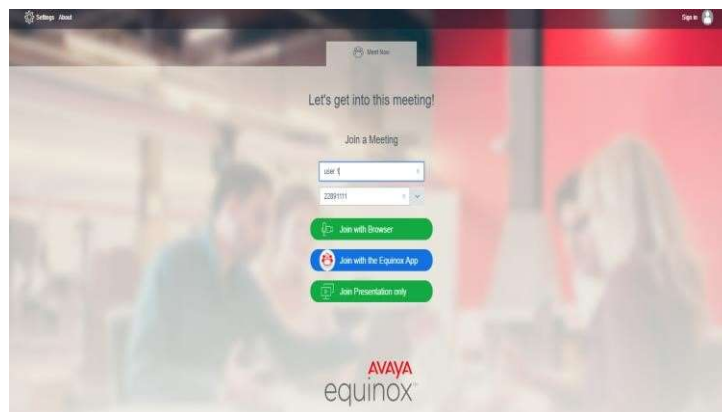 Settings About
Sign in
Meet Now
Let's get into this meeting!
Join a Meeting
user 1
22891111
Join with Browser
Join with the Equinox App
Join Presentation only
AVAYA
equinox™